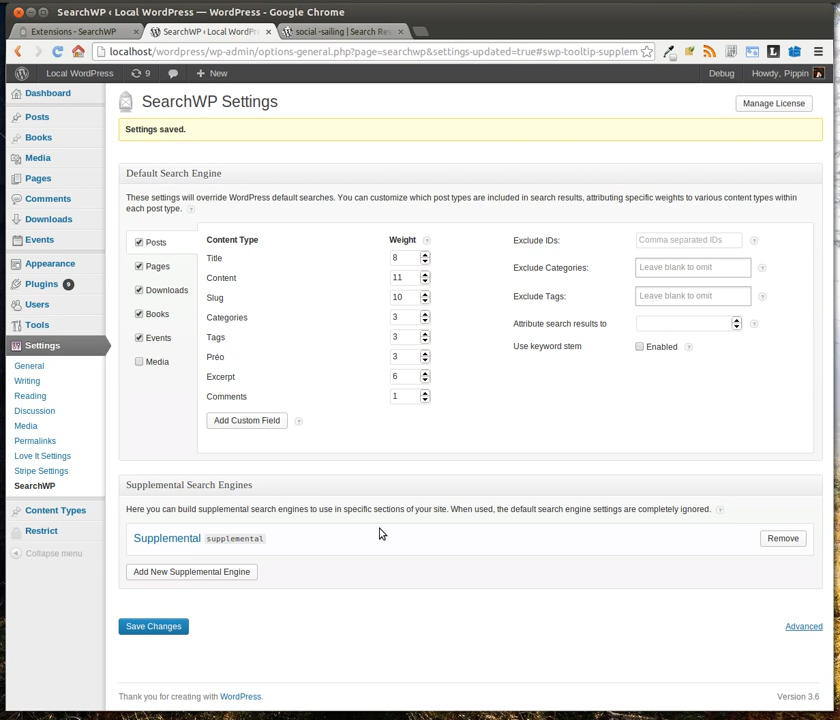 SearchWP ‹ Local WordPress — WordPress - Google Chrome
Extensions - SearchWP
SearchWP ‹ Local WordPre
social -sailing | Search Res
localhost/wordpress/wp-admin/options-general.php?page=searchwp&settings-updated=true#swp-tooltip-supplem
Local WordPress 9 + New Debug Howdy, Pippin
Dashboard
Posts
Books
Media
Pages
Comments
Downloads
Events
Appearance
Plugins 9
Users
Tools
Settings
General
Writing
Reading
Discussion
Media
Permalinks
Love It Settings
Stripe Settings
SearchWP
Content Types
Restrict
Collapse menu
SearchWP Settings
Manage License
Settings saved.
Default Search Engine
These settings will override WordPress default searches. You can customize which post types are included in search results, attributing specific weights to various content types within
each post type. ?
Posts
Pages
Downloads
Books
Events
Media
Content Type Weight ?
Title 8
Content 11
Slug 10
Categories 3
Tags 3
Préo 3
Excerpt 6
Comments 1
Add Custom Field ?
Exclude IDs: Comma separated IDs ?
Exclude Categories: Leave blank to omit ?
Exclude Tags: Leave blank to omit ?
Attribute search results to ?
Use keyword stem Enabled ?
Supplemental Search Engines
Here you can build supplemental search engines to use in specific sections of your site. When used, the default search engine settings are completely ignored. ?
Supplemental supplemental Remove
Add New Supplemental Engine
Save Changes Advanced
Thank you for creating with WordPress. Version 3.6